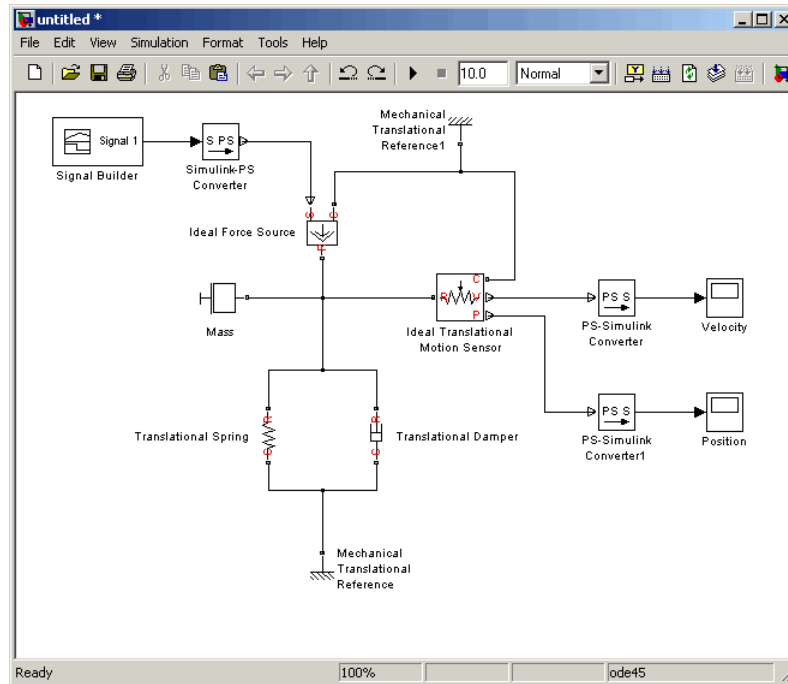 untitled *
File Edit View Simulation Format Tools Help
10.0 Normal
Mechanical
Translational
Reference1
Signal 1
Signal Builder
S PS
Simulink-PS
Converter
S C
Ideal Force Source
R
Mass
R C V P
Ideal Translational
Motion Sensor
PS S
PS-Simulink
Converter
Velocity
PS S
PS-Simulink
Converter1
Position
R
Translational Spring
C
R
Translational Damper
C
Mechanical
Translational
Reference
Ready 100% ode45